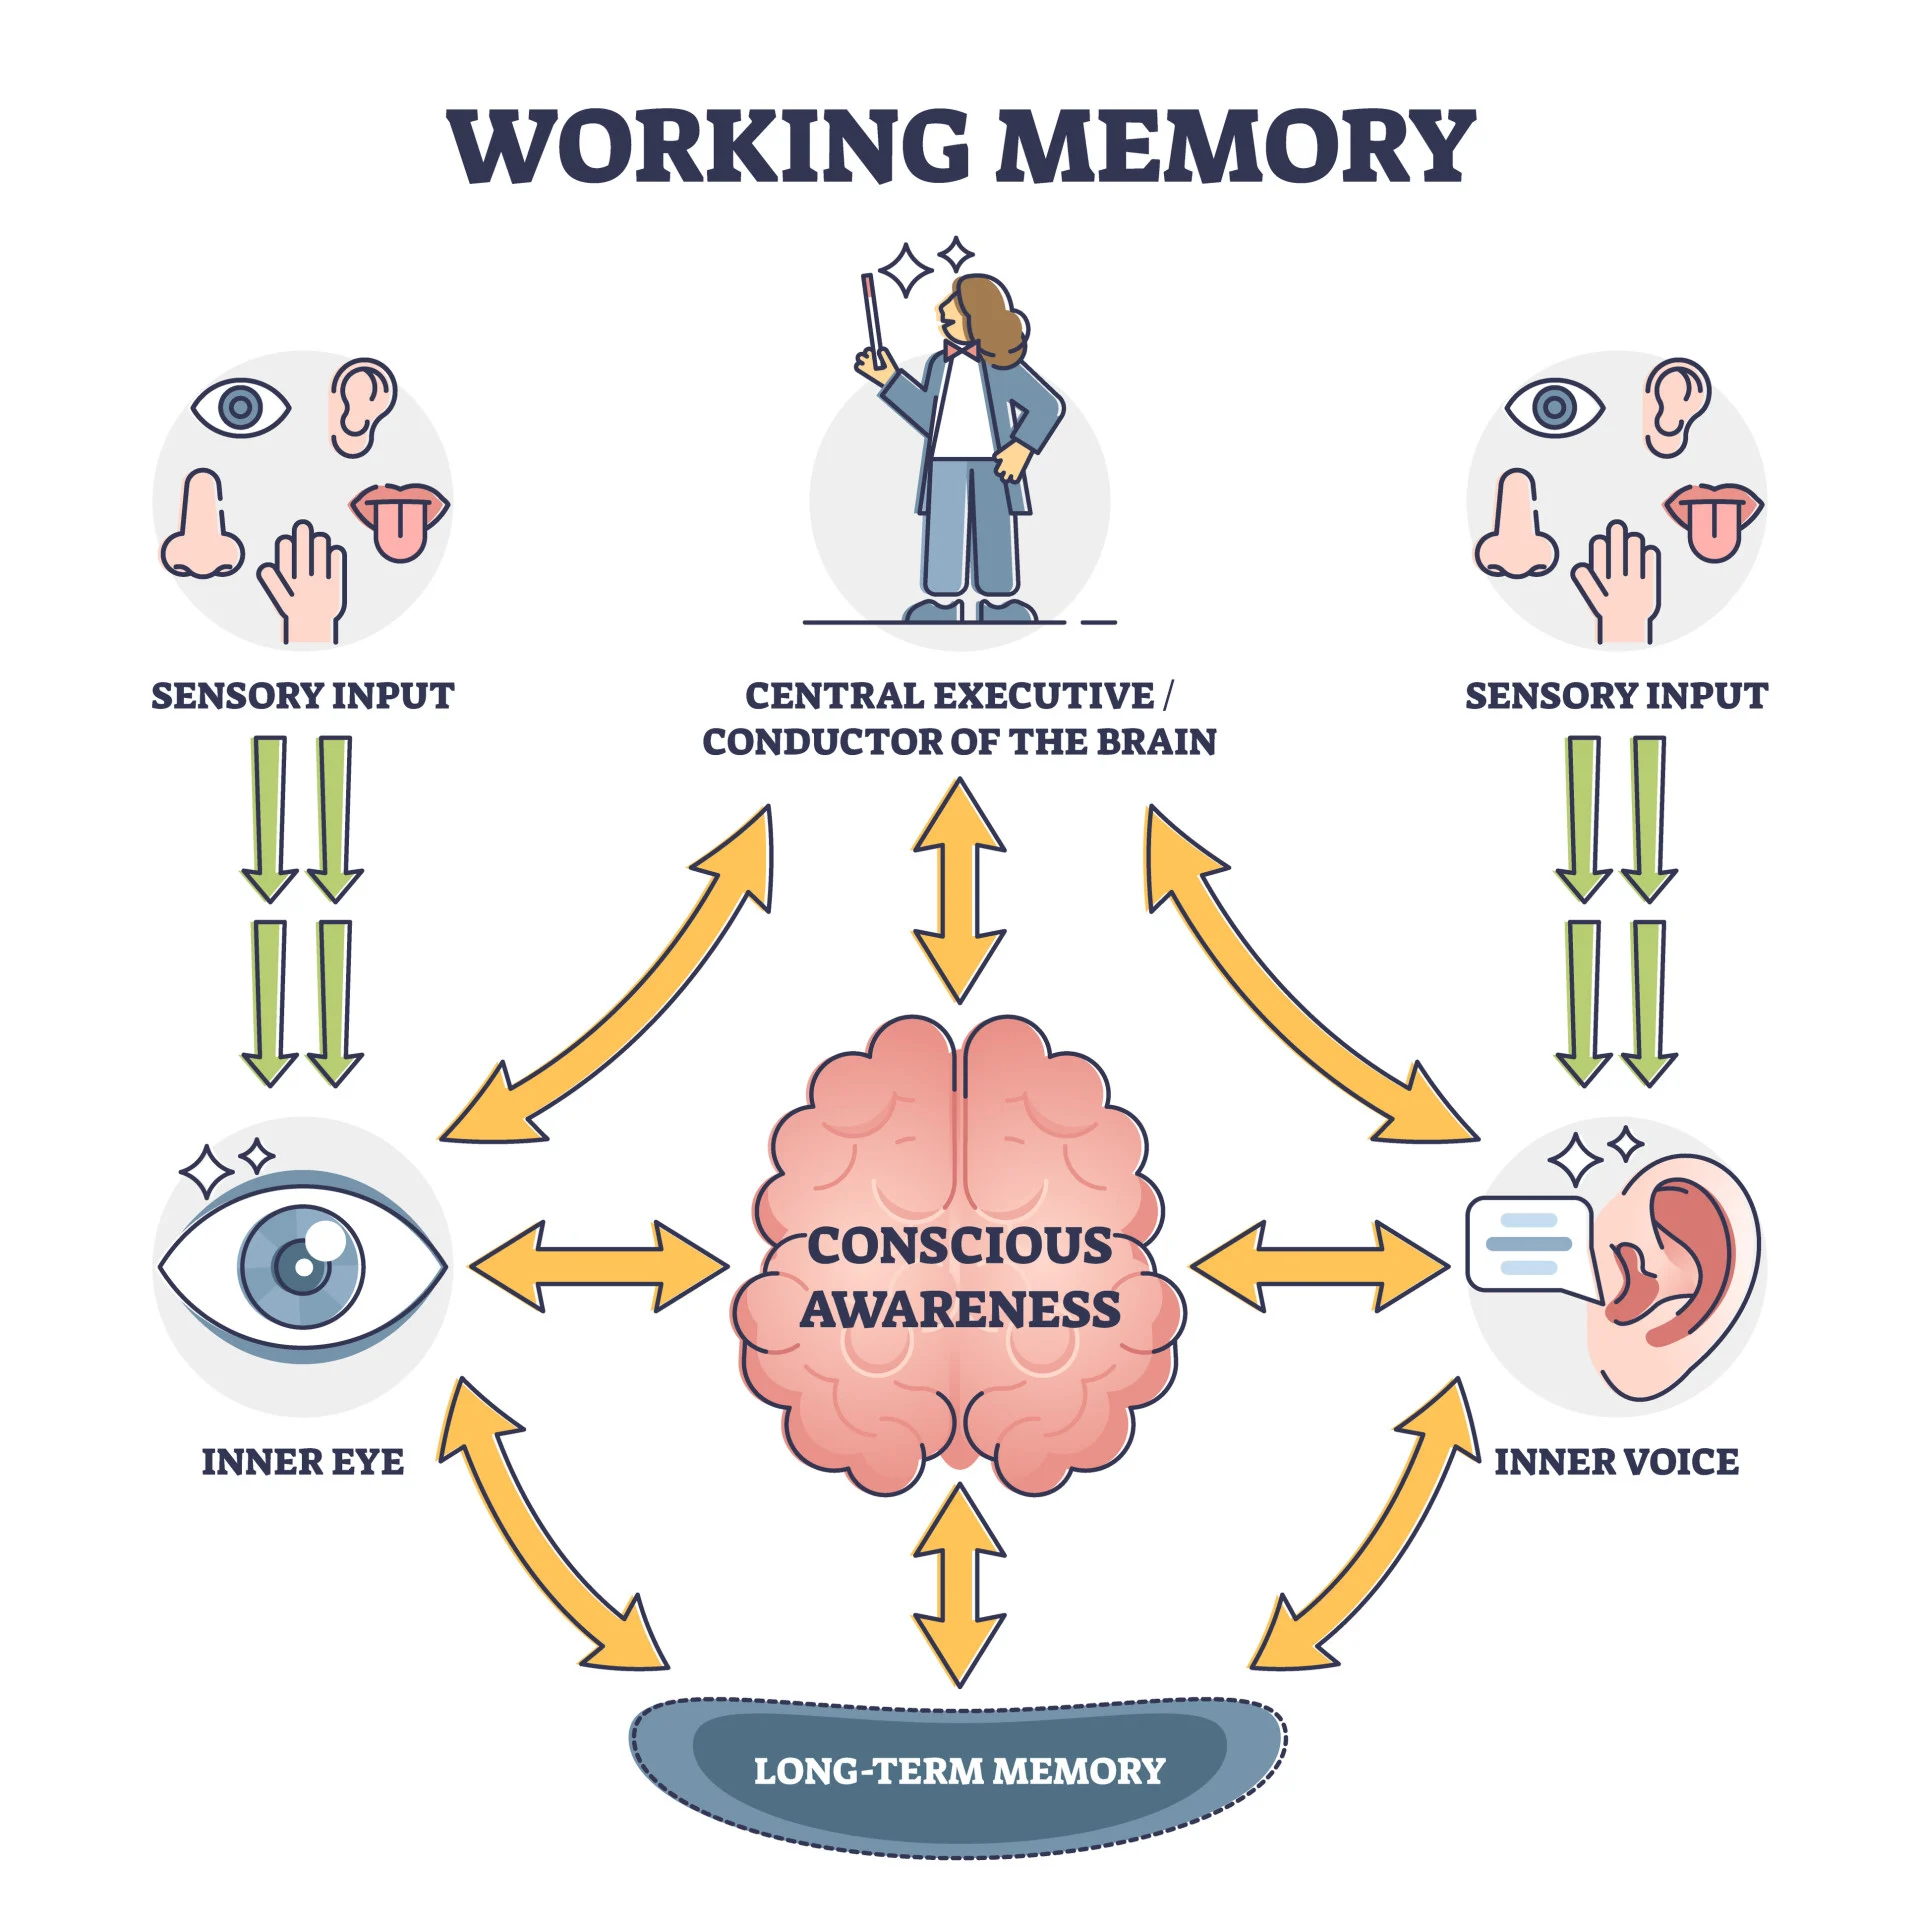 WORKING MEMORY
SENSORY INPUT
CENTRAL EXECUTIVE /
CONDUCTOR OF THE BRAIN
SENSORY INPUT
CONSCIOUS
AWARENESS
INNER EYE
INNER VOICE
LONG-TERM MEMORY